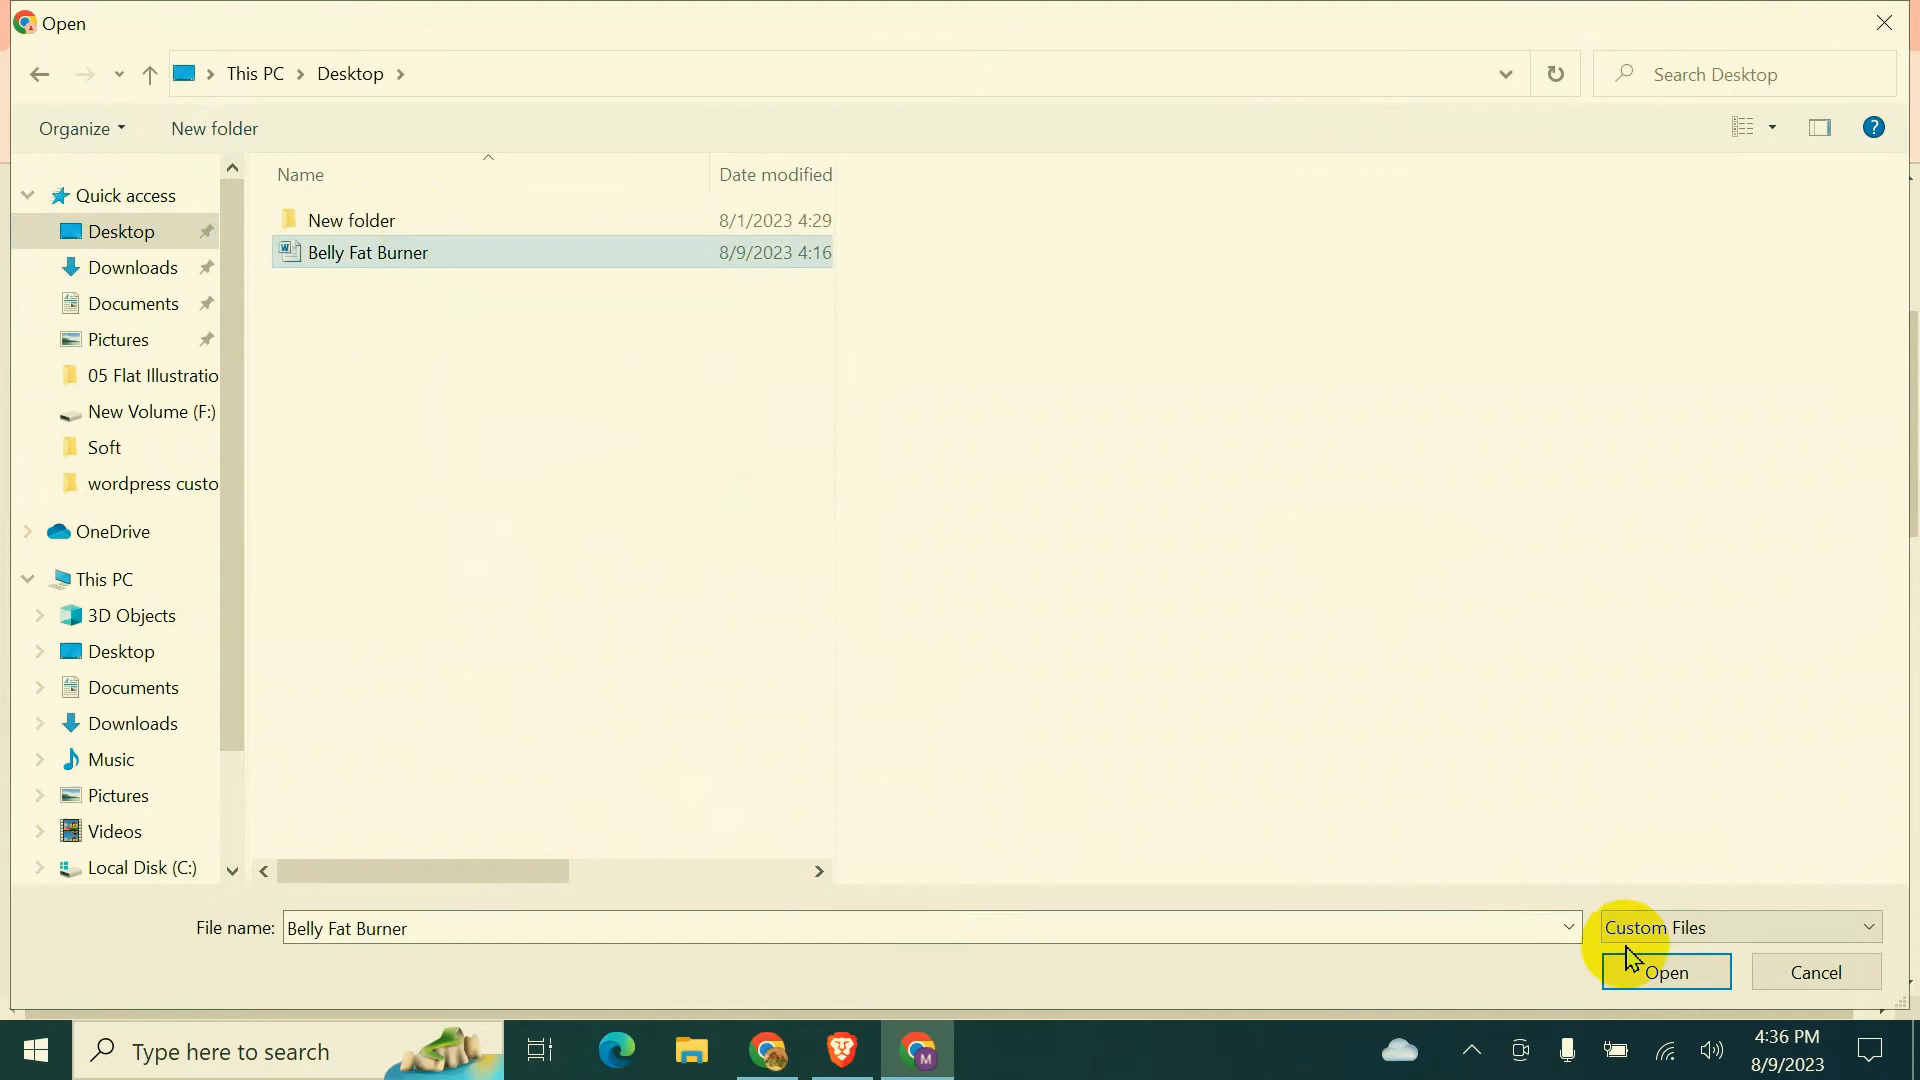 Open
This PC
Desktop
Search Desktop
Organize
New folder
Name
Date modified
Quick access
New folder
8/1/2023 4:29
Desktop
Belly Fat Burner
8/9/2023 4:16
Downloads
Documents
Pictures
05 Flat Illustratio
New Volume (F:)
Soft
wordpress custo
OneDrive
This PC
3D Objects
Desktop
Documents
Downloads
Music
Pictures
Videos
Local Disk (C:)
File name: Belly Fat Burner
Custom Files
Open
Cancel
Type here to search
M
4:36 PM
8/9/2023